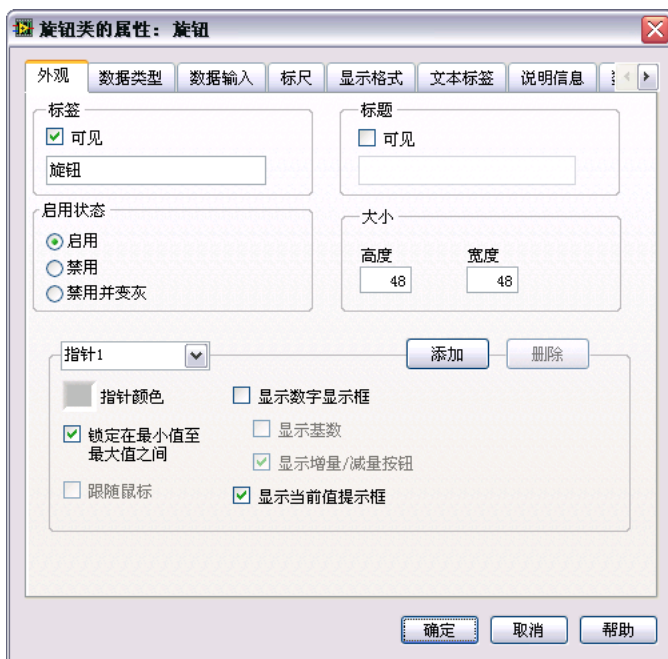 旋钮类的属性： 旋钮
外观 数据类型 数据输入 标尺 显示格式 文本标签 说明信息
标签
可见
旋钮
标题
可见
启用状态
启用
禁用
禁用并变灰
大小
高度 宽度
48 48
指针1 添加 删除
指针颜色
锁定在最小值至
最大值之间
跟随鼠标
显示数字显示框
显示基数
显示增量/减量按钮
显示当前值提示框
确定 取消 帮助